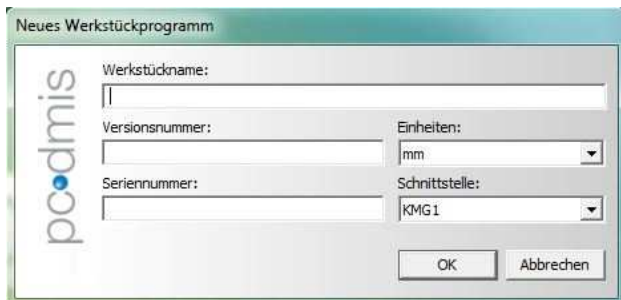 Neues Werkstückprogramm
pcdmis
Werkstückname:
Versionsnummer:
Einheiten:
mm
Seriennummer:
Schnittstelle:
KMG1
OK
Abbrechen